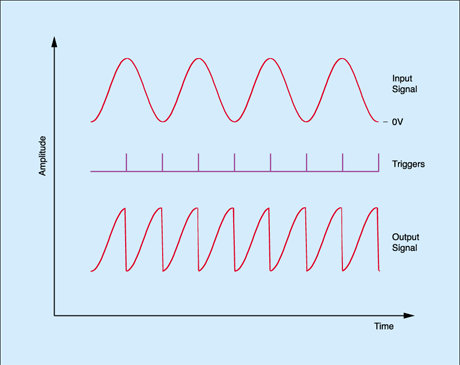 Input
Signal
0V
Triggers
Output
Signal
Amplitude
Time